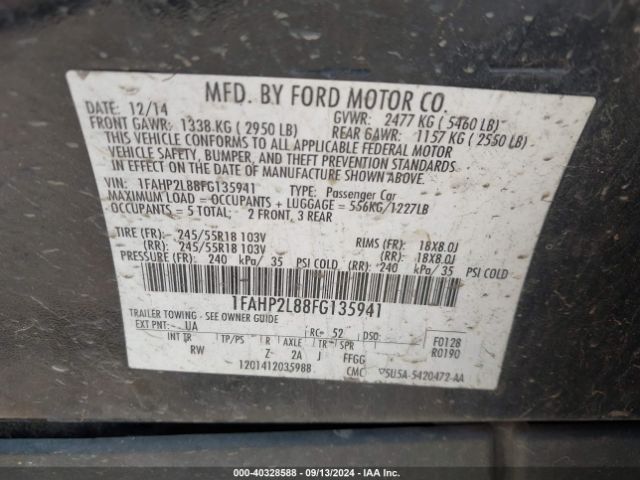 MFD. BY FORD MOTOR CO.
DATE: 12/14 GVWR: 2477 KG ( 5460 LB)
FRONT GAWR: 1338 KG ( 2950 LB) REAR GAWR: 1157 KG ( 2550 LB)
THIS VEHICLE CONFORMS TO ALL APPLICABLE FEDERAL MOTOR
VEHICLE SAFETY, BUMPER, AND THEFT PREVENTION STANDARDS
IN EFFECT ON THE DATE OF MANUFACTURE SHOWN ABOVE.
VIN: 1FAHP2L88FG135941 TYPE: Passenger Car
MAXIMUM LOAD = OCCUPANTS + LUGGAGE = 556KG/1227LB
OCCUPANTS = 5 TOTAL: 2 FRONT, 3 REAR
TIRE (FR): 245/55R18 103V RIMS (FR): 18X8.0J
(RR): 245/55R18 103V (RR): 18X8.0J
PRESSURE (FR): 240 kPa/ 35 PSI COLD (RR): 240 kPa/ 35 PSI COLD
1FAHP2L88FG135941
TRAILER TOWING - SEE OWNER GUIDE
EXT PNT: UA RC: 52 DSO: F0128
INT TR TP/PS R AXLE TR SPR R0190
RW Z 2A J FFGG
1201412035988 CMC 5U5A-5420472-AA
000-40328588 - 09/13/2024 - IAA Inc.